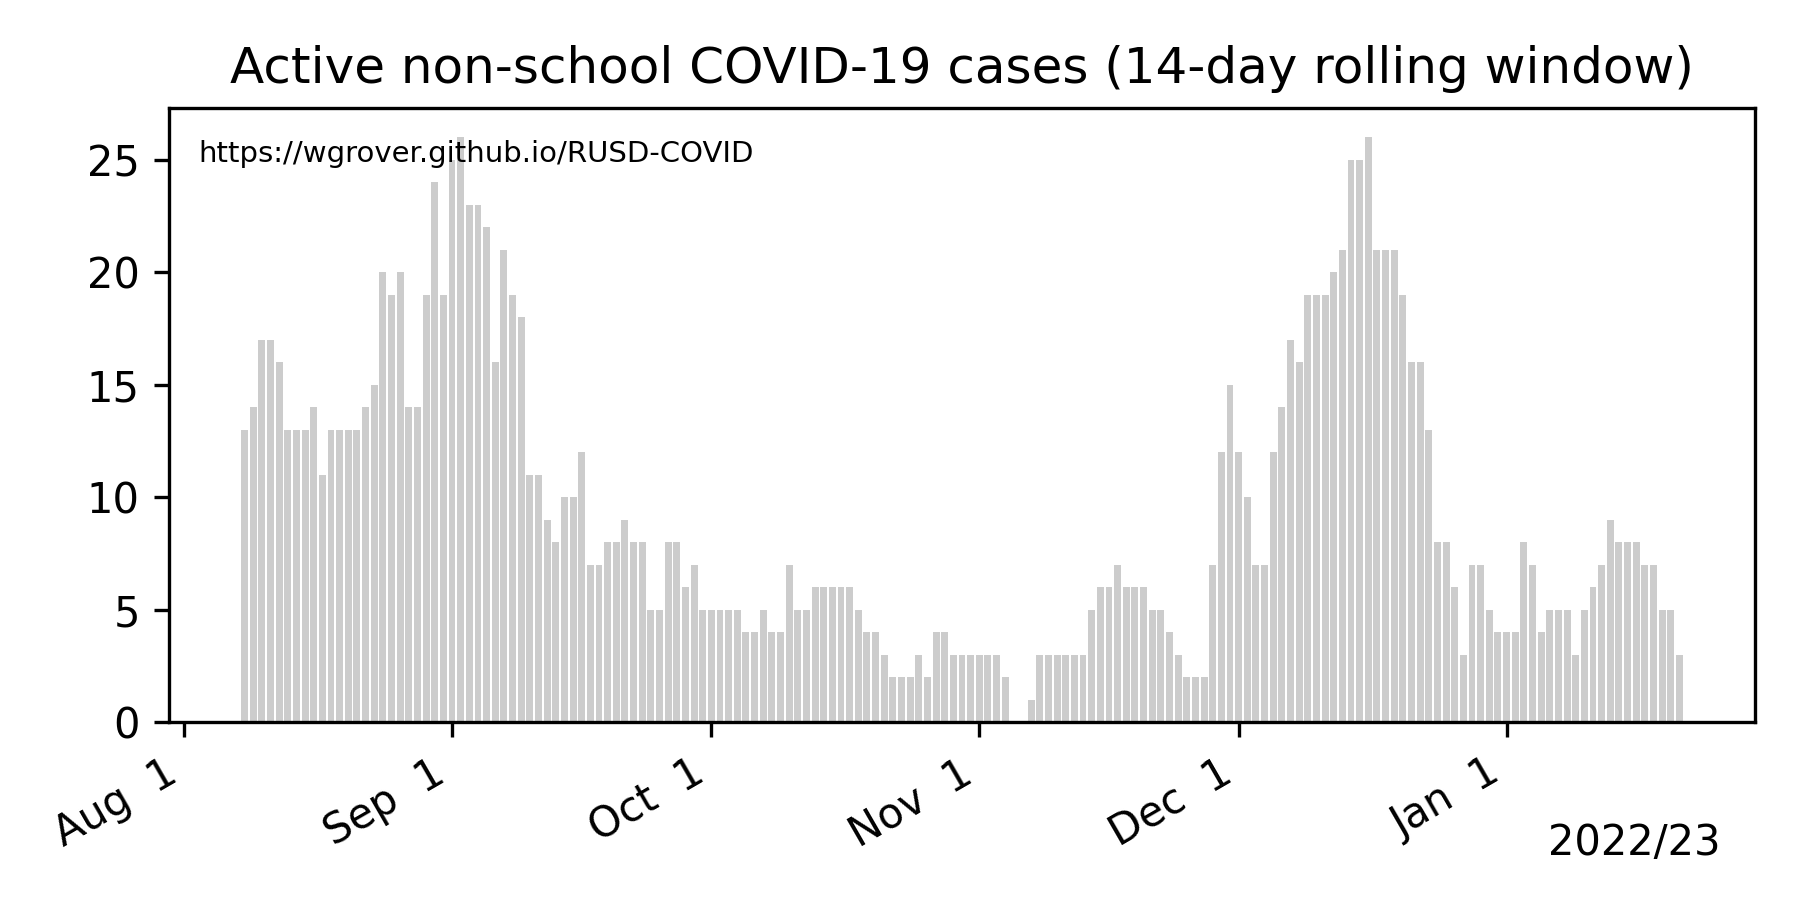 Active non-school COVID-19 cases (14-day rolling window)
https://wgrover.github.io/RUSD-COVID
25
20
15
10
5
0
Aug 1
Sep 1
Oct 1
Nov 1
Dec 1
Jan 1
2022/23